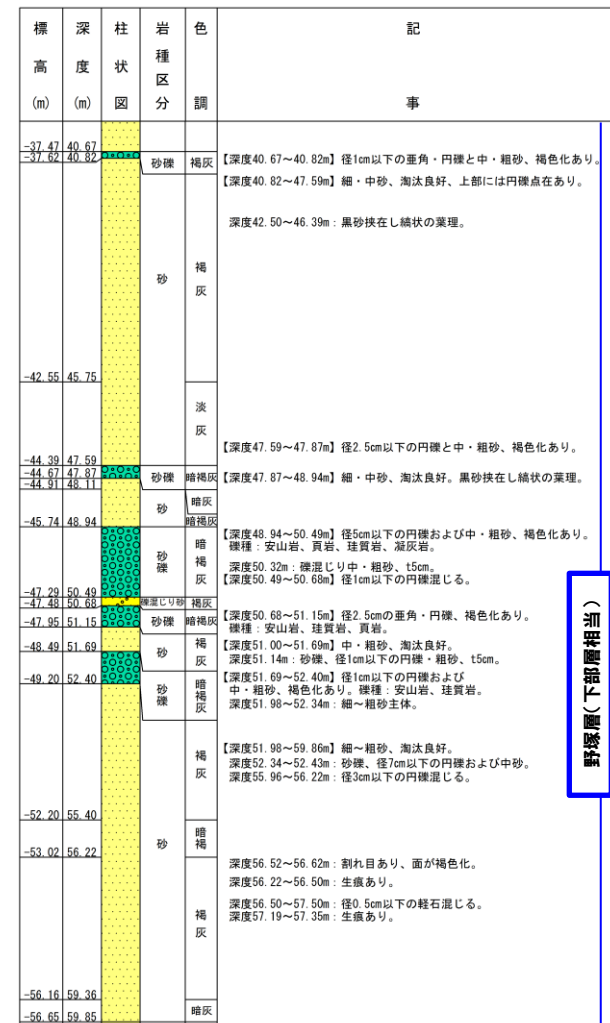 標高(m) 深度(m) 柱状図 岩種区分 色調 記事
-37.47 40.67
-37.62 40.82 砂礫 褐灰 【深度40.67～40.82m】径1cm以下の亜角・円礫と中・粗砂、褐色化あり。
【深度40.82～47.59m】細・中砂、淘汰良好、上部には円礫点在あり。
深度42.50～46.39m：黒砂挟在し縞状の葉理。
砂 褐灰
-42.55 45.75
淡灰
【深度47.59～47.87m】径2.5cm以下の円礫と中・粗砂、褐色化あり。
-44.39 47.59
-44.67 47.87 砂礫 暗褐灰 【深度47.87～48.94m】細・中砂、淘汰良好。黒砂挟在し縞状の葉理。
-44.91 48.11
砂 暗灰
-45.74 48.94 暗褐灰
【深度48.94～50.49m】径5cm以下の円礫および中・粗砂、褐色化あり。
礫種：安山岩、頁岩、珪質岩、凝灰岩。
砂礫 暗褐灰
深度50.32m：礫混じり中・粗砂、t5cm。
【深度50.49～50.68m】径1cm以下の円礫混じる。
-47.29 50.49
-47.48 50.68 礫混じり砂 褐灰
【深度50.68～51.15m】径2.5cmの亜角・円礫、褐色化あり。
-47.95 51.15 砂礫 暗褐灰
礫種：安山岩、珪質岩、頁岩。
-48.49 51.69 砂 褐灰
【深度51.00～51.69m】中・粗砂、淘汰良好。
深度51.14m：砂礫、径1cm以下の円礫・粗砂、t5cm。
-49.20 52.40 砂礫 暗褐灰
【深度51.69～52.40m】径1cm以下の円礫および
中・粗砂、褐色化あり。礫種：安山岩、珪質岩。
深度51.98～52.34m：細～粗砂主体。
褐灰
【深度51.98～59.86m】細～粗砂、淘汰良好。
深度52.34～52.43m：砂礫、径7cm以下の円礫および中砂。
深度55.96～56.22m：径3cm以下の円礫混じる。
-52.20 55.40
砂 暗褐
-53.02 56.22
深度56.52～56.62m：割れ目あり、面が褐色化。
深度56.22～56.50m：生痕あり。
深度56.50～57.50m：径0.5cm以下の軽石混じる。
褐灰
深度57.19～57.35m：生痕あり。
-56.16 59.36
暗灰
-56.65 59.85
野塚層(下部層相当)